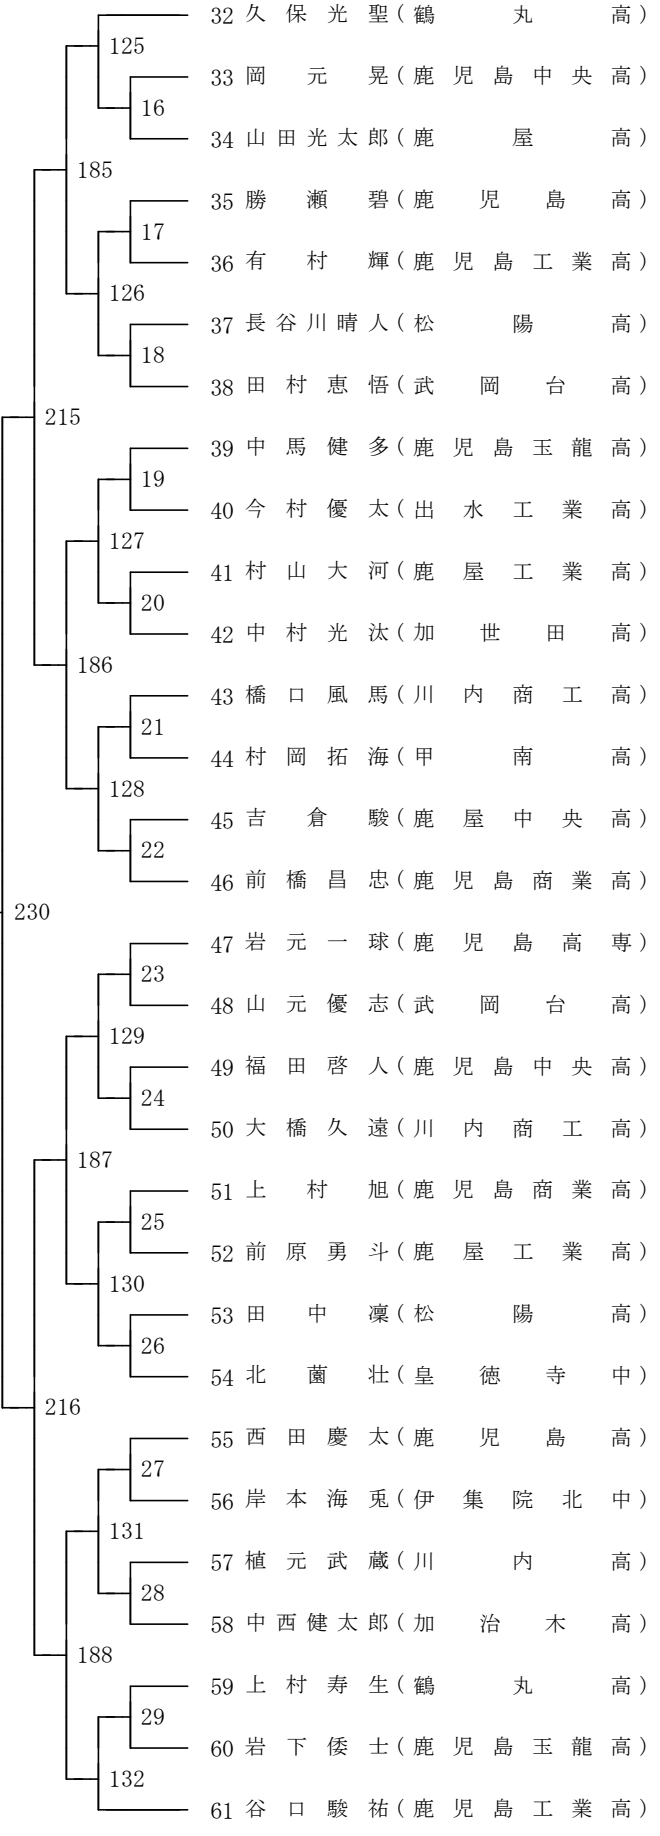 32 久保光聖(鶴丸高)
125
33 岡元晃(鹿児島中央高)
16
34 山田光太郎(鹿屋高)
185
35 勝瀬碧(鹿児島高)
17
36 有村輝(鹿児島工業高)
126
37 長谷川晴人(松陽高)
18
38 田村恵悟(武岡台高)
215
39 中馬健多(鹿児島玉龍高)
19
40 今村優太(出水工業高)
127
41 村山大河(鹿屋工業高)
20
42 中村光汰(加世田高)
186
43 橋口風馬(川内商工高)
21
44 村岡拓海(甲南高)
128
45 吉倉駿(鹿屋中央高)
22
46 前橋昌忠(鹿児島商業高)
230
47 岩元一球(鹿児島高専)
23
48 山元優志(武岡台高)
129
49 福田啓人(鹿児島中央高)
24
50 大橋久遠(川内商工高)
187
51 上村旭(鹿児島商業高)
25
52 前原勇斗(鹿屋工業高)
130
53 田中凜(松陽高)
26
54 北薗壮(皇徳寺中)
216
55 西田慶太(鹿児島高)
27
56 岸本海兎(伊集院北中)
131
57 植元武蔵(川内高)
28
58 中西健太郎(加治木高)
188
59 上村寿生(鶴丸高)
29
60 岩下倭士(鹿児島玉龍高)
132
61 谷口駿祐(鹿児島工業高)